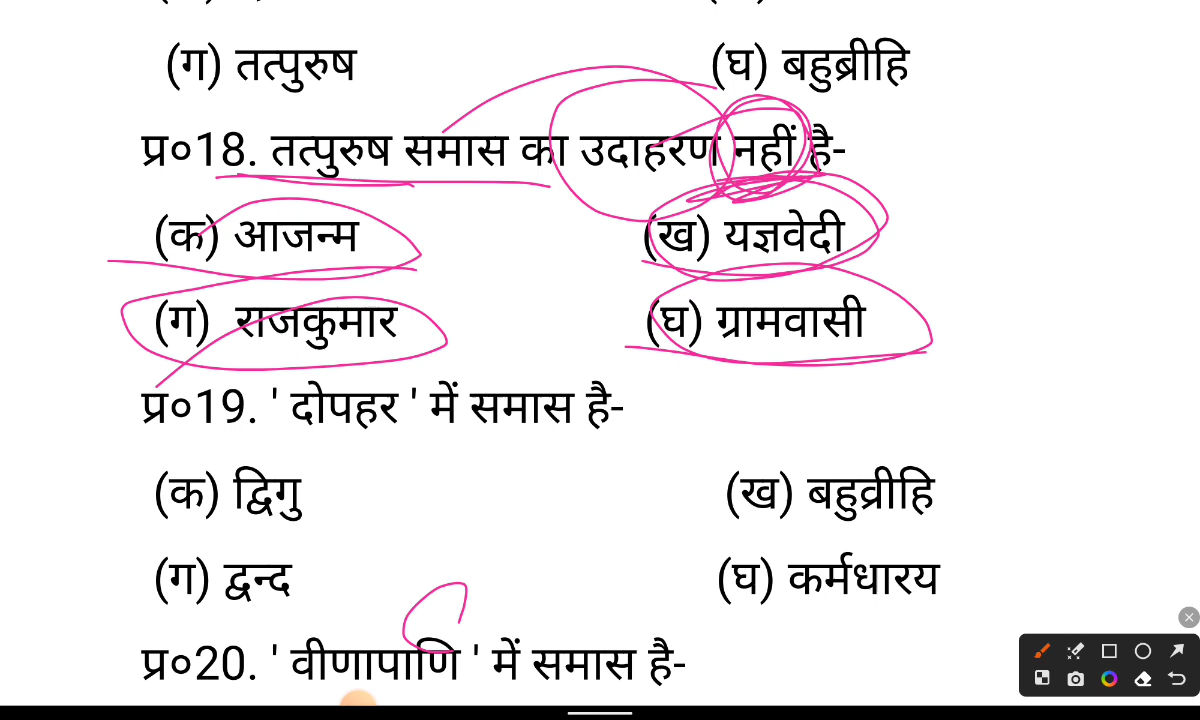 (ग) तत्पुरुष (घ) बहुब्रीहि
प्र०18. तत्पुरुष समास का उदाहरण नहीं है-
(क) आजन्म (ख) यज्ञवेदी
(ग) राजकुमार (घ) ग्रामवासी
प्र०19. ' दोपहर ' में समास है-
(क) द्विगु (ख) बहुव्रीहि
(ग) द्वन्द (घ) कर्मधारय
प्र०20. ' वीणापाणि ' में समास है-